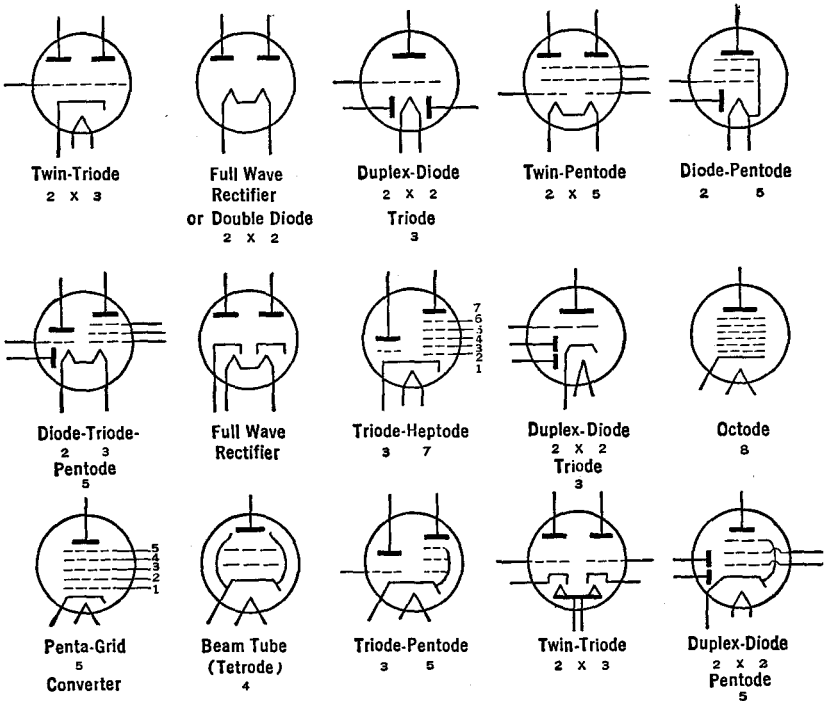 Twin-Triode
2 X 3
Full Wave
Rectifier
or Double Diode
2 X 2
Duplex-Diode
2 X 2
Triode
3
Twin-Pentode
2 X 5
Diode-Pentode
2 5
Diode-Triode-
2 3
Pentode
5
Full Wave
Rectifier
7
6
5
4
3
2
1
Triode-Heptode
3 7
Duplex-Diode
2 X 2
Triode
3
Octode
8
5
4
3
2
1
Penta-Grid
5
Converter
Beam Tube
(Tetrode)
4
Triode-Pentode
3 5
Twin-Triode
2 X 3
Duplex-Diode
2 X 2
Pentode
5